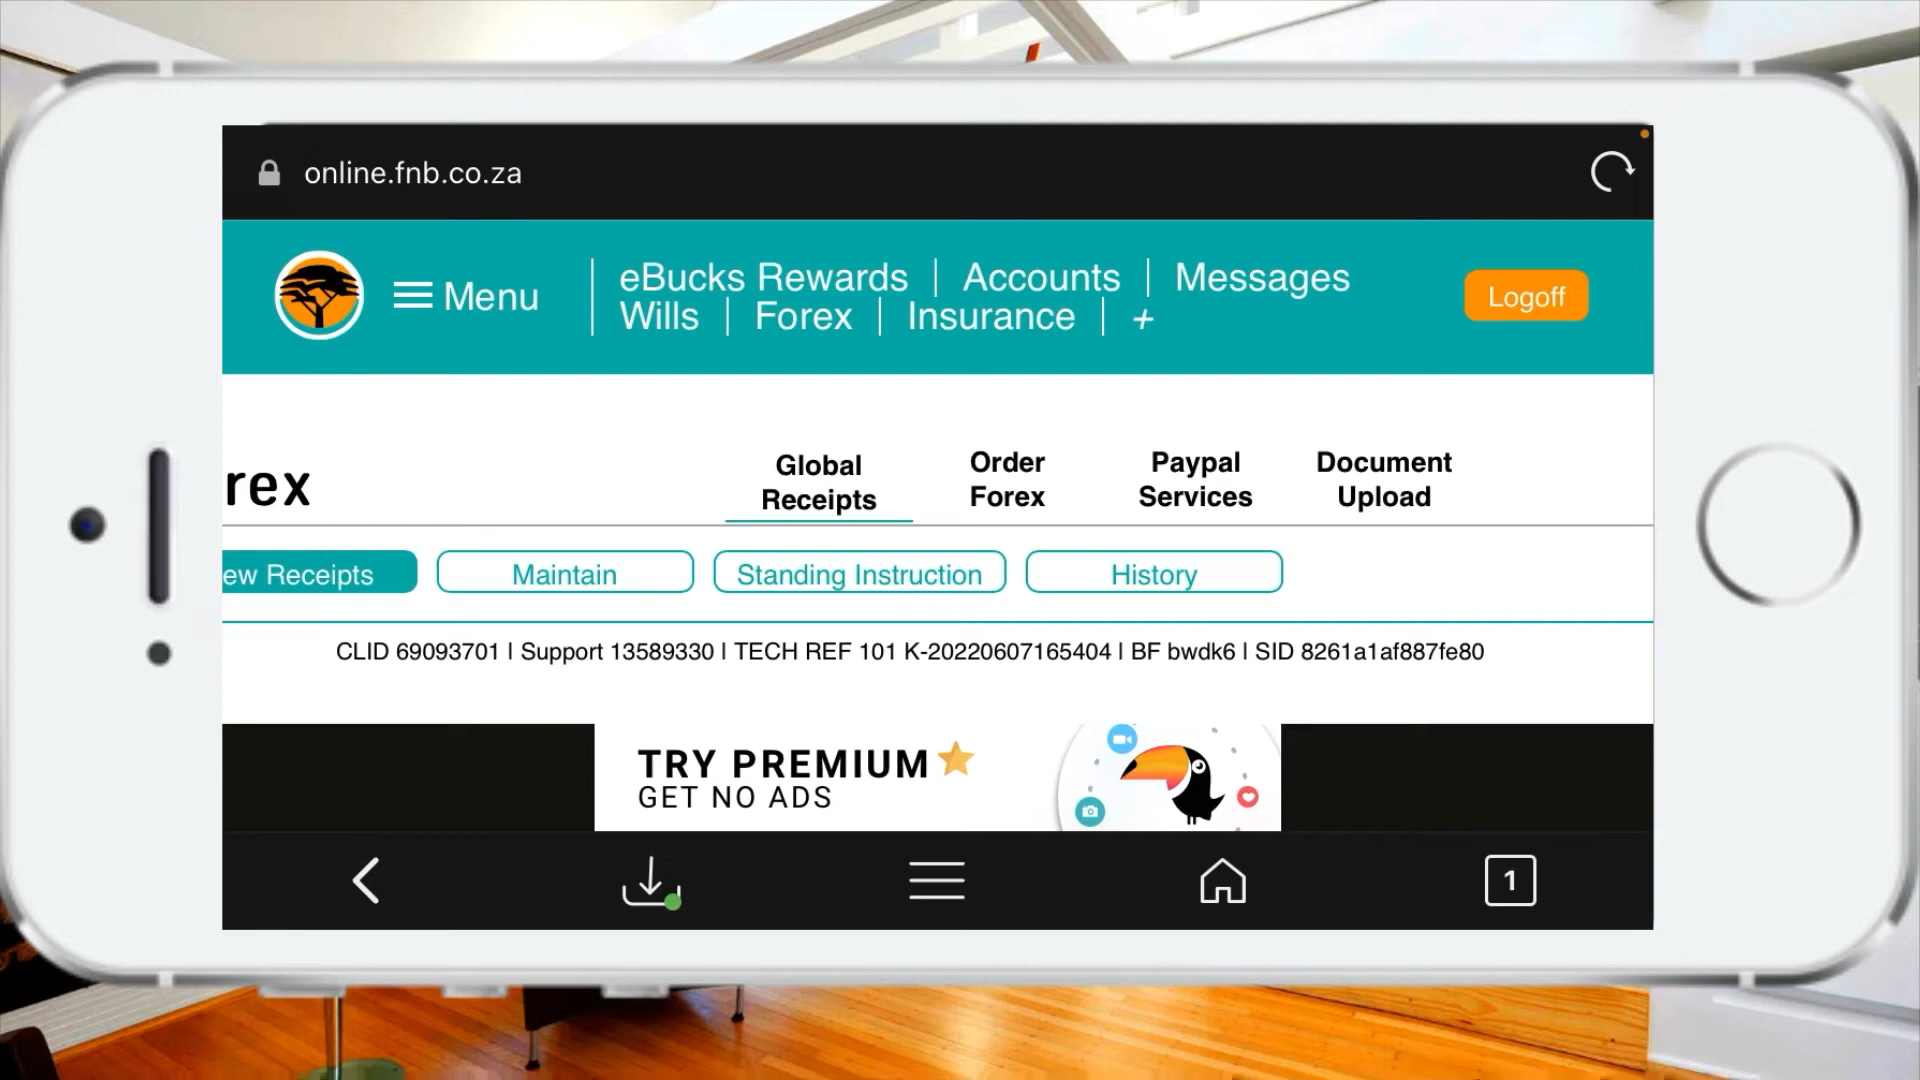 online.fnb.co.za
Menu
eBucks Rewards | Accounts | Messages
Wills | Forex | Insurance | +
Logoff
rex
Global
Receipts
Order
Forex
Paypal
Services
Document
Upload
ew Receipts
Maintain
Standing Instruction
History
CLID 69093701 | Support 13589330 | TECH REF 101 K-20220607165404 | BF bwdk6 | SID 8261a1af887fe80
TRY PREMIUM
GET NO ADS
1